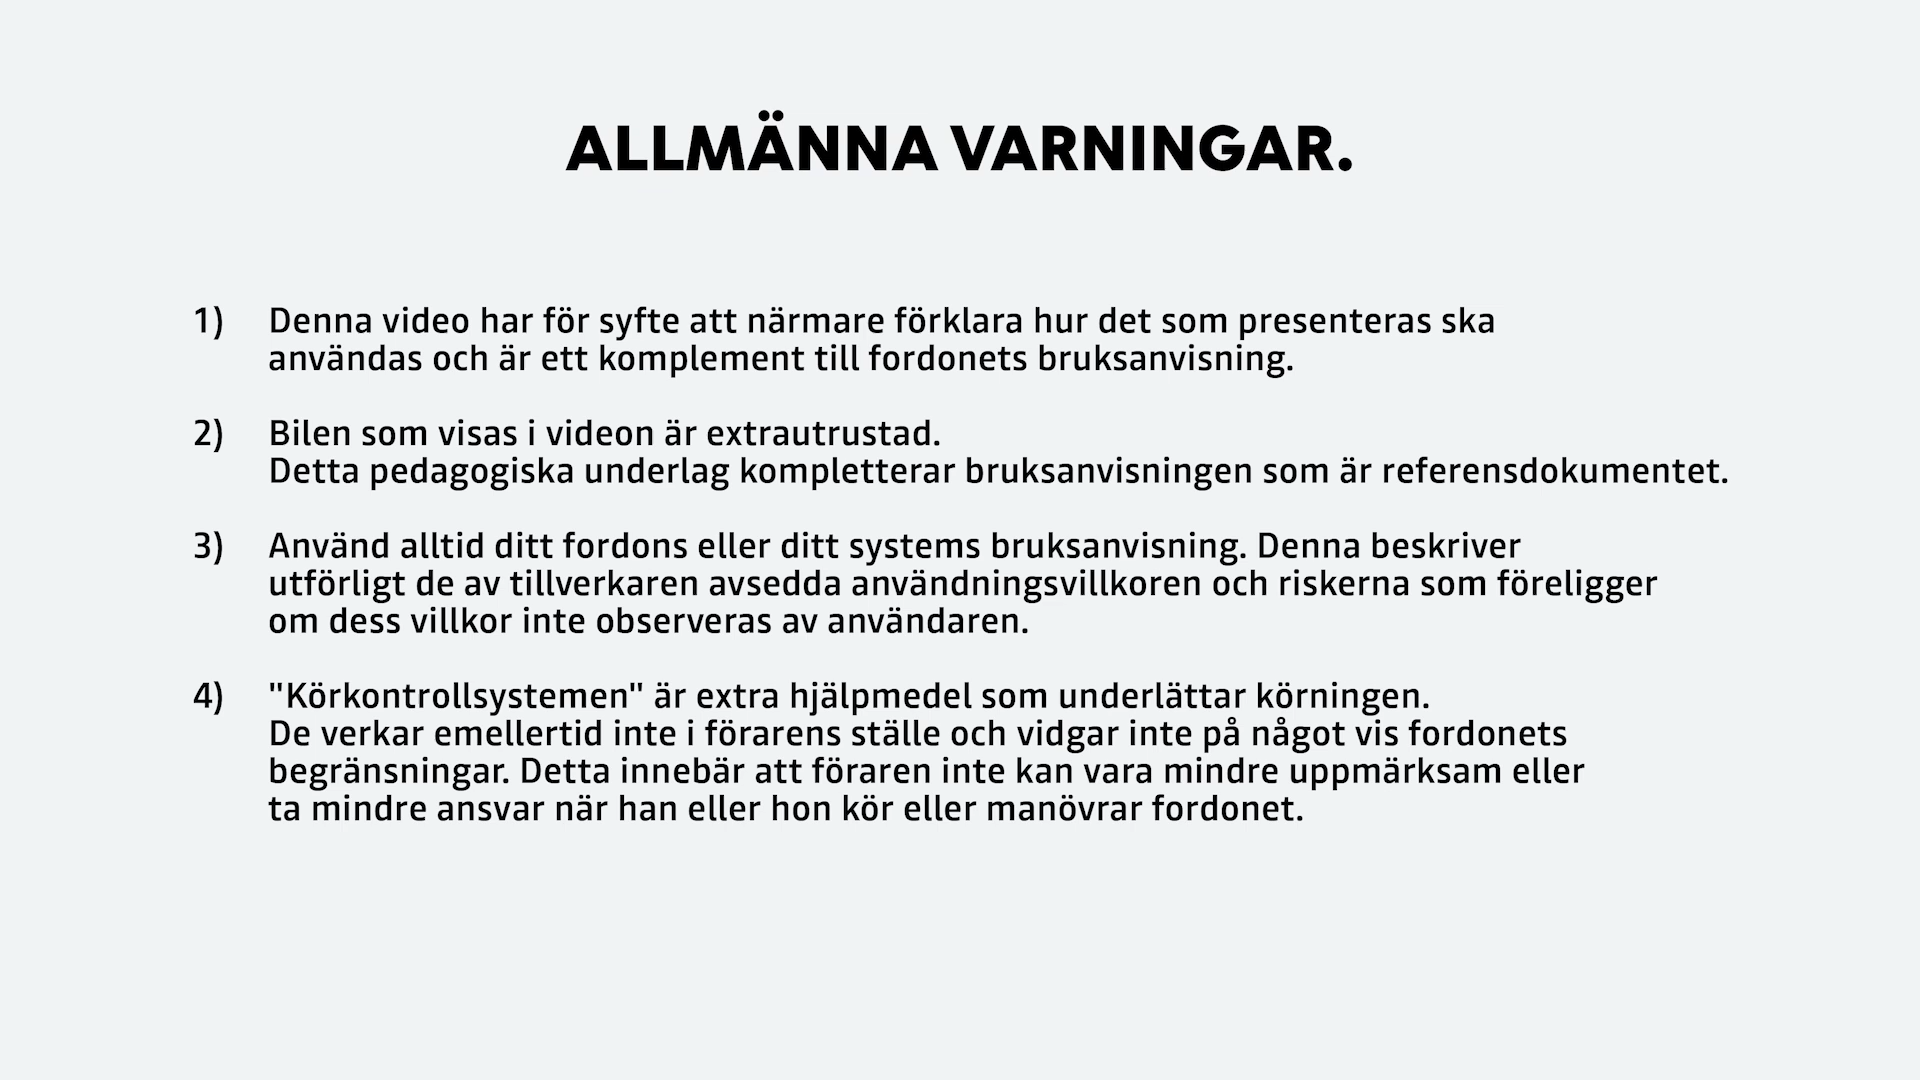 ALLMÄNNA VARNINGAR.
1) Denna video har för syfte att närmare förklara hur det som presenteras ska
användas och är ett komplement till fordonets bruksanvisning.
2) Bilen som visas i videon är extrautrustad.
Detta pedagogiska underlag kompletterar bruksanvisningen som är referensdokumentet.
3) Använd alltid ditt fordons eller ditt systems bruksanvisning. Denna beskriver
utförligt de av tillverkaren avsedda användningsvillkoren och riskerna som föreligger
om dess villkor inte observeras av användaren.
4) "Körkontrollsystemen" är extra hjälpmedel som underlättar körningen.
De verkar emellertid inte i förarens ställe och vidgar inte på något vis fordonets
begränsningar. Detta innebär att föraren inte kan vara mindre uppmärksam eller
ta mindre ansvar när han eller hon kör eller manövrar fordonet.